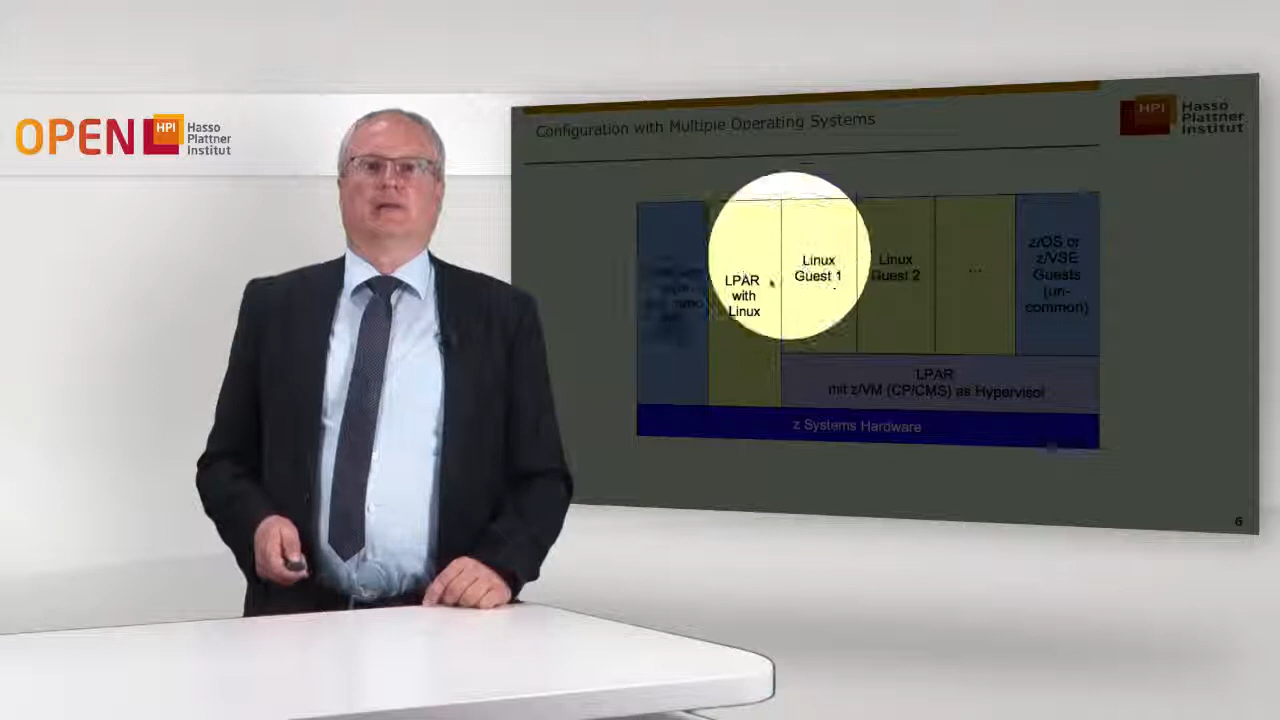 OPEN HPI
Hasso
Plattner
Institut
Configuration with Multiple Operating Systems
HPI
Hasso
Plattner
Institut
LPAR
with
Linux
Linux
Guest 1
Linux
Guest 2
...
z/OS or
z/VSE
Guests
(un-
common)
LPAR
mit z/VM (CP/CMS) as Hypervisor
z Systems Hardware
6